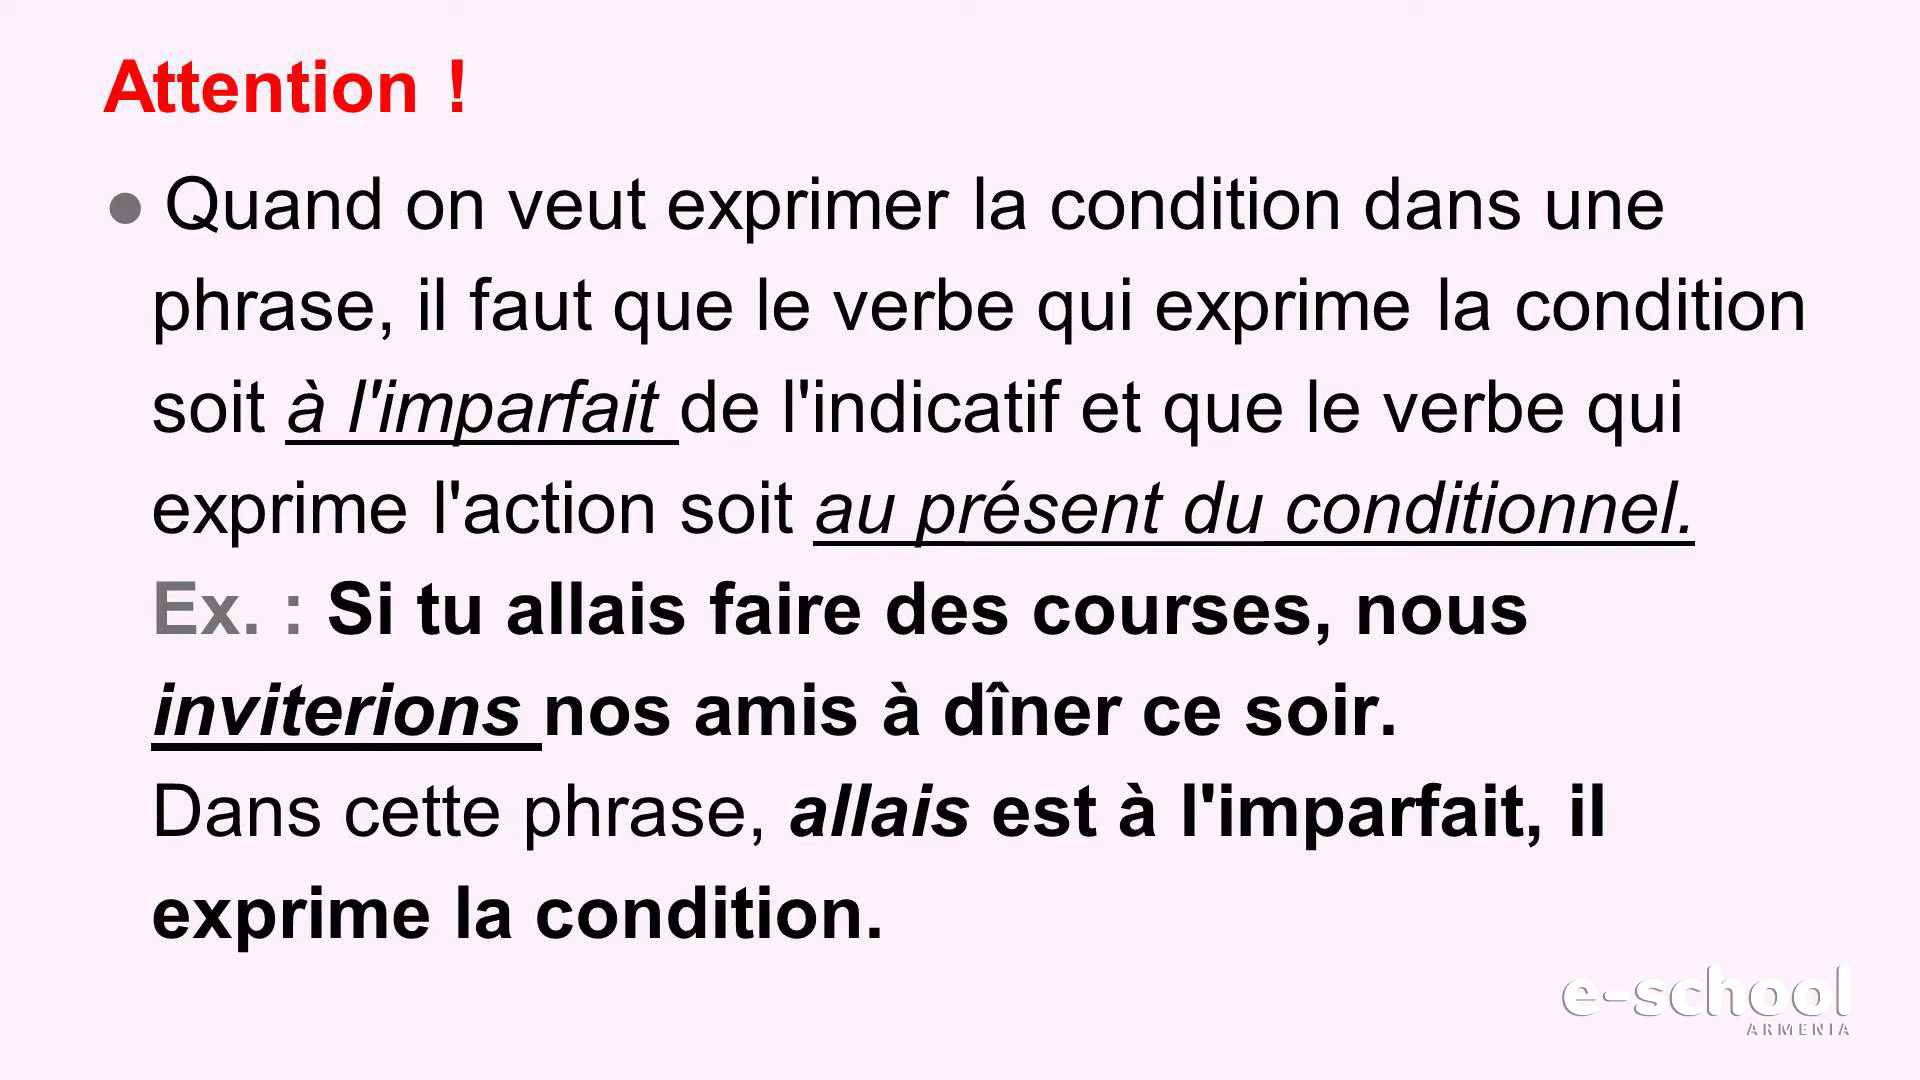 Attention !
● Quand on veut exprimer la condition dans une
phrase, il faut que le verbe qui exprime la condition
soit à l'imparfait de l'indicatif et que le verbe qui
exprime l'action soit au présent du conditionnel.
Ex. : Si tu allais faire des courses, nous
inviterions nos amis à dîner ce soir.
Dans cette phrase, allais est à l'imparfait, il
exprime la condition.
e-school
ARMENIA